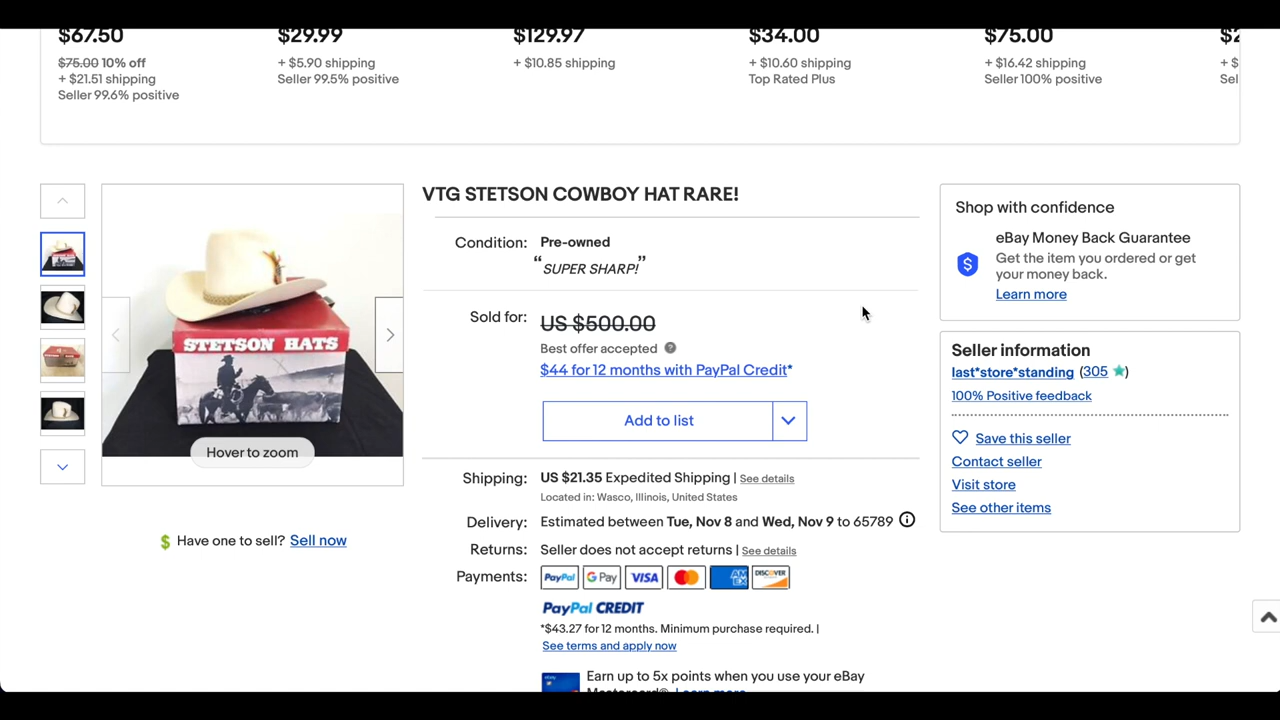 $67.50
$75.00 10% off
+ $21.51 shipping
Seller 99.6% positive
$29.99
+ $5.90 shipping
Seller 99.5% positive
$129.97
+ $10.85 shipping
$34.00
+ $10.60 shipping
Top Rated Plus
$75.00
+ $16.42 shipping
Seller 100% positive
+ $
Sel
STETSON HATS
Hover to zoom
Have one to sell? Sell now
VTG STETSON COWBOY HAT RARE!
Condition: Pre-owned
“SUPER SHARP!”
Sold for: US $500.00
Best offer accepted
$44 for 12 months with PayPal Credit*
Add to list
Shipping: US $21.35 Expedited Shipping | See details
Located in: Wasco, Illinois, United States
Delivery: Estimated between Tue, Nov 8 and Wed, Nov 9 to 65789
Returns: Seller does not accept returns | See details
Payments: PayPal G Pay VISA AM EX DISCOVER
PayPal CREDIT
*$43.27 for 12 months. Minimum purchase required. |
See terms and apply now
Earn up to 5x points when you use your eBay
Mastercard®. Learn more
Shop with confidence
eBay Money Back Guarantee
Get the item you ordered or get
your money back.
Learn more
Seller information
last*store*standing (305)
100% Positive feedback
Save this seller
Contact seller
Visit store
See other items